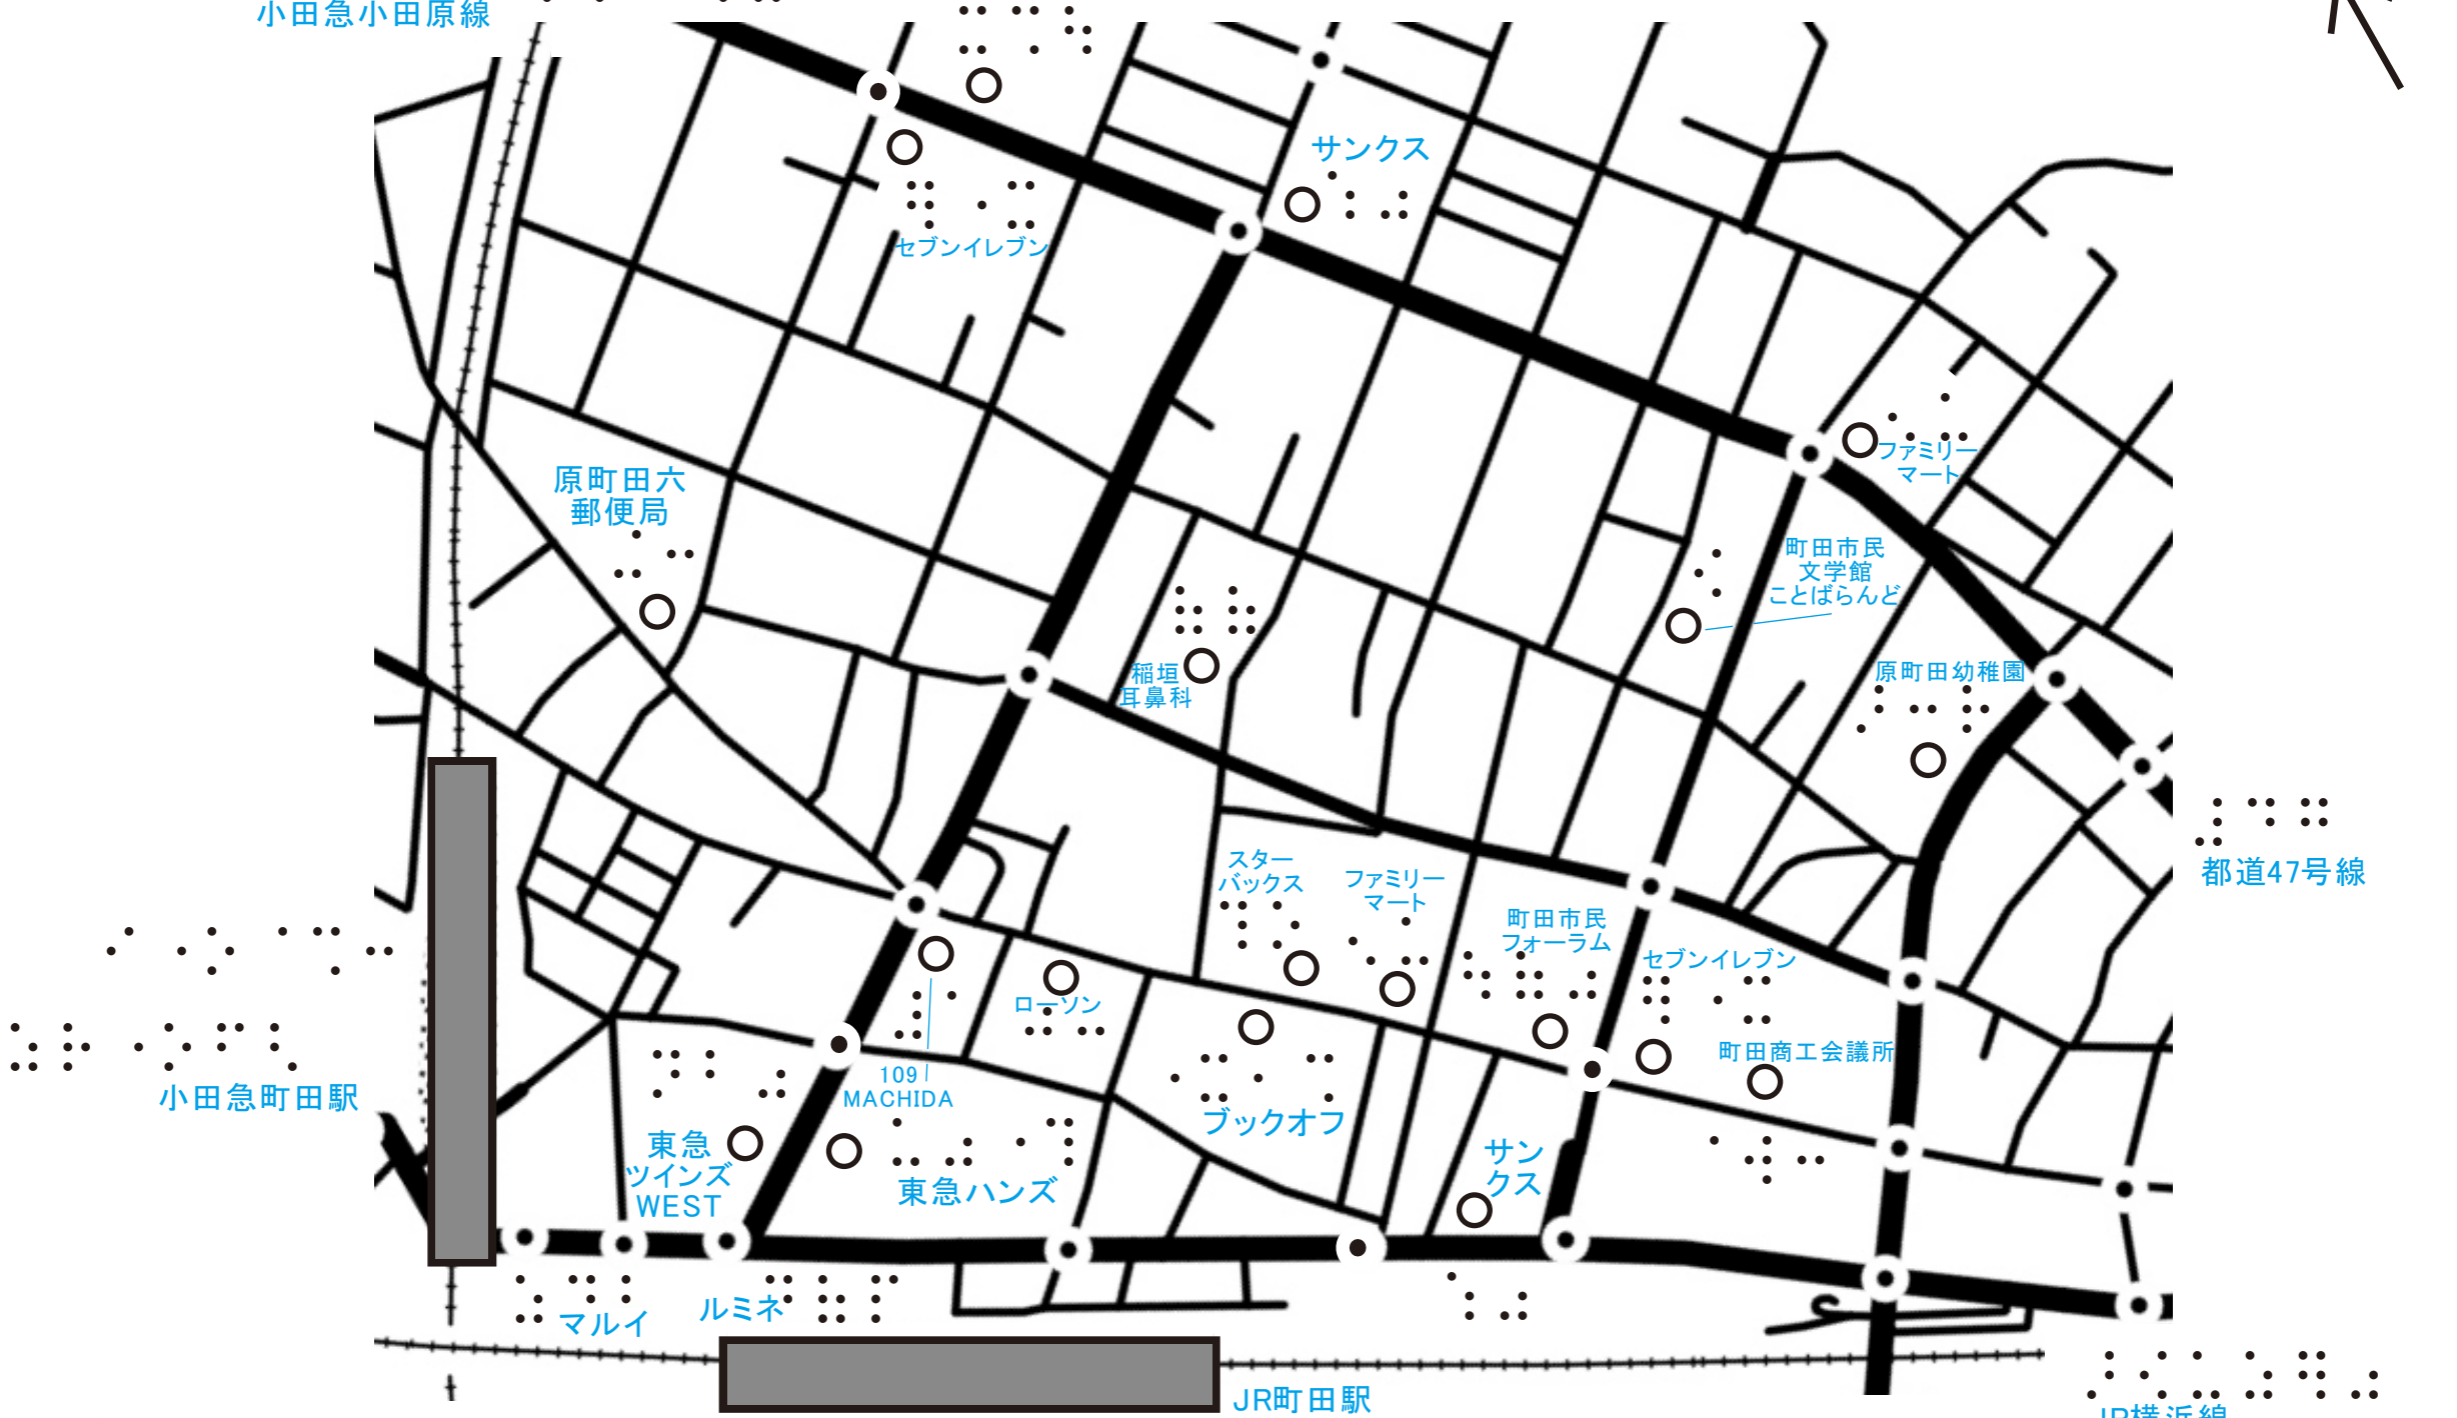 小田急小田原線
サンクス
セブンイレブン
原町田六
郵便局
ファミリー
マート
町田市民
文学館
ことばらんど
稲垣
耳鼻科
原町田幼稚園
都道47号線
スター
バックス
ファミリー
マート
町田市民
フォーラム
セブンイレブン
ローソン
町田商工会議所
109
MACHIDA
小田急町田駅
東急
ツインズ
WEST
東急ハンズ
ブックオフ
サン
クス
マルイ
ルミネ
JR町田駅
JR横浜線